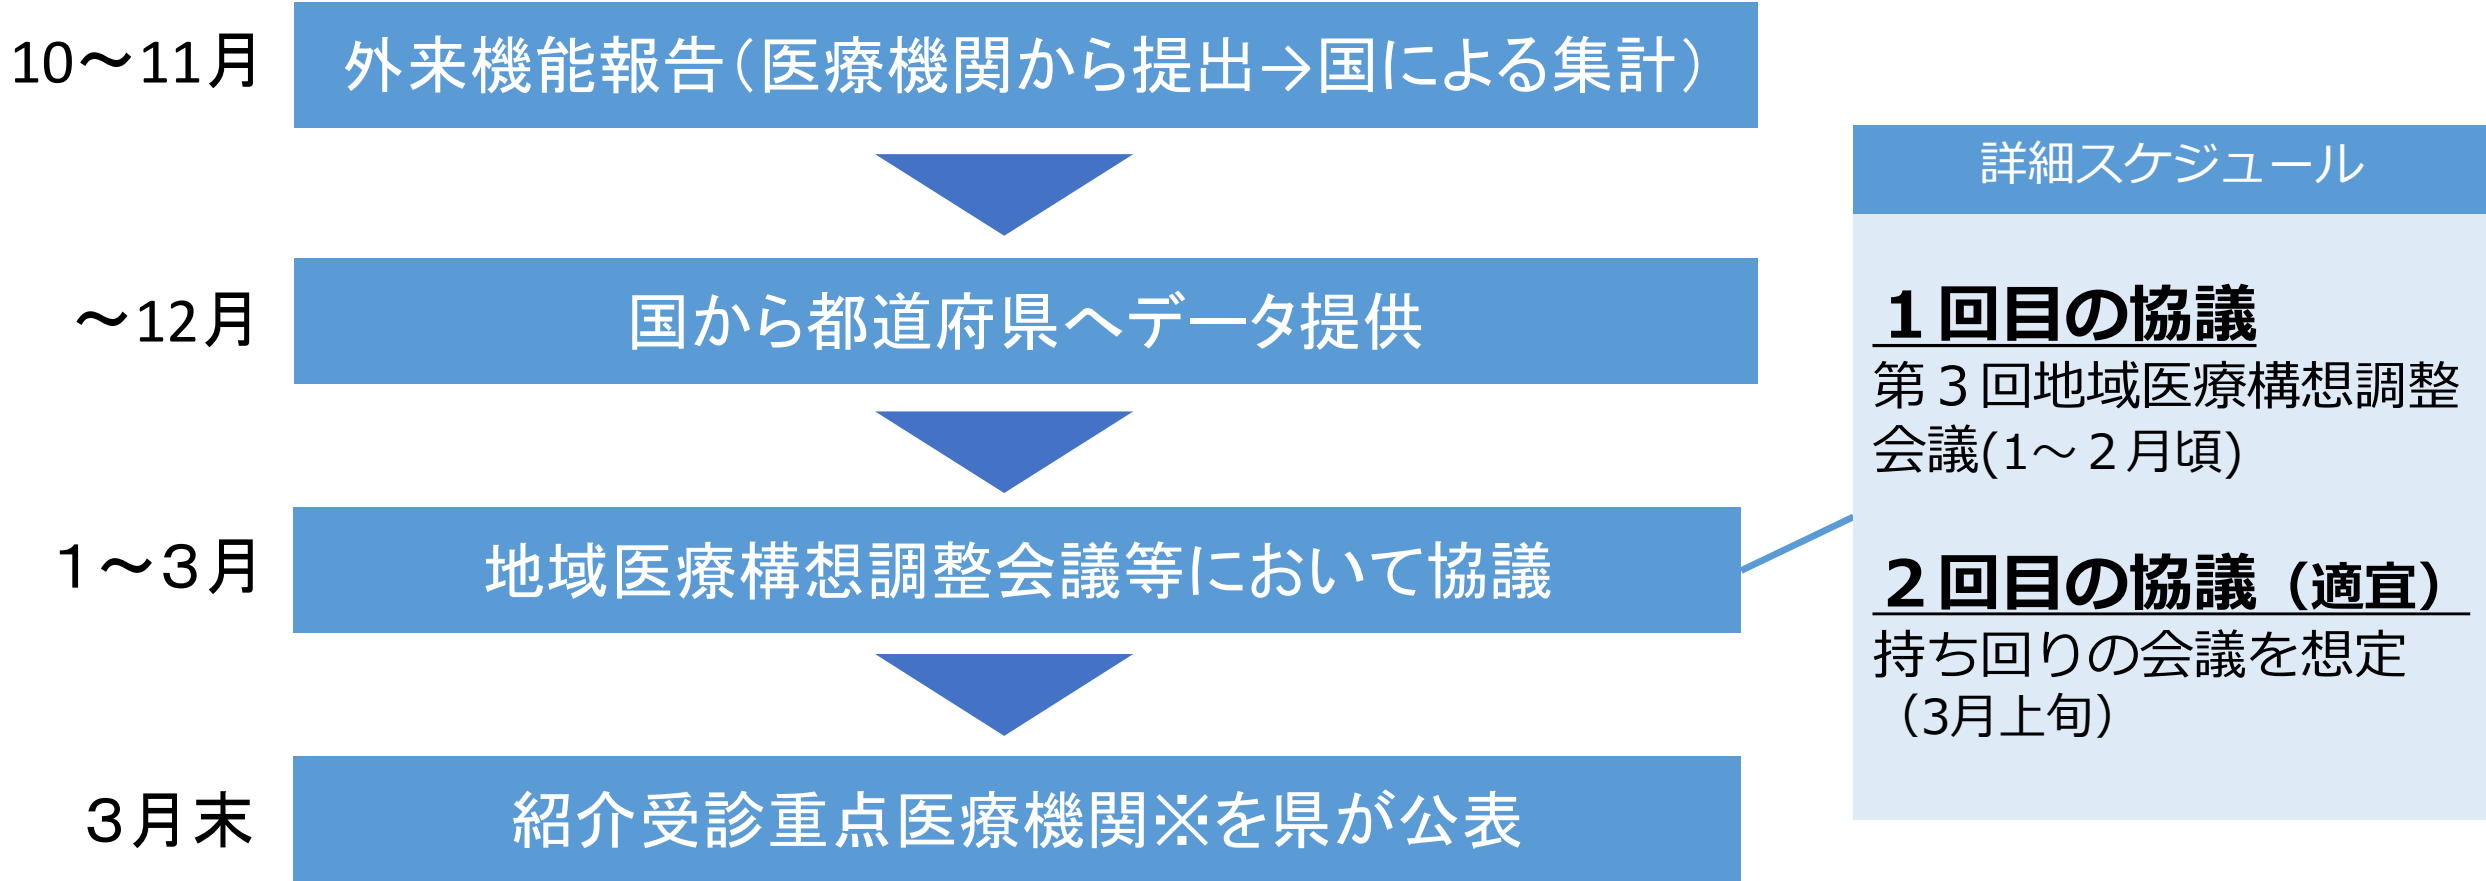 10～11月
外来機能報告（医療機関から提出→国による集計）
～12月
国から都道府県へデータ提供
１～３月
地域医療構想調整会議等において協議
３月末
紹介受診重点医療機関※を県が公表
詳細スケジュール
１回目の協議
第３回地域医療構想調整
会議(1～２月頃)
２回目の協議（適宜）
持ち回りの会議を想定
（3月上旬）